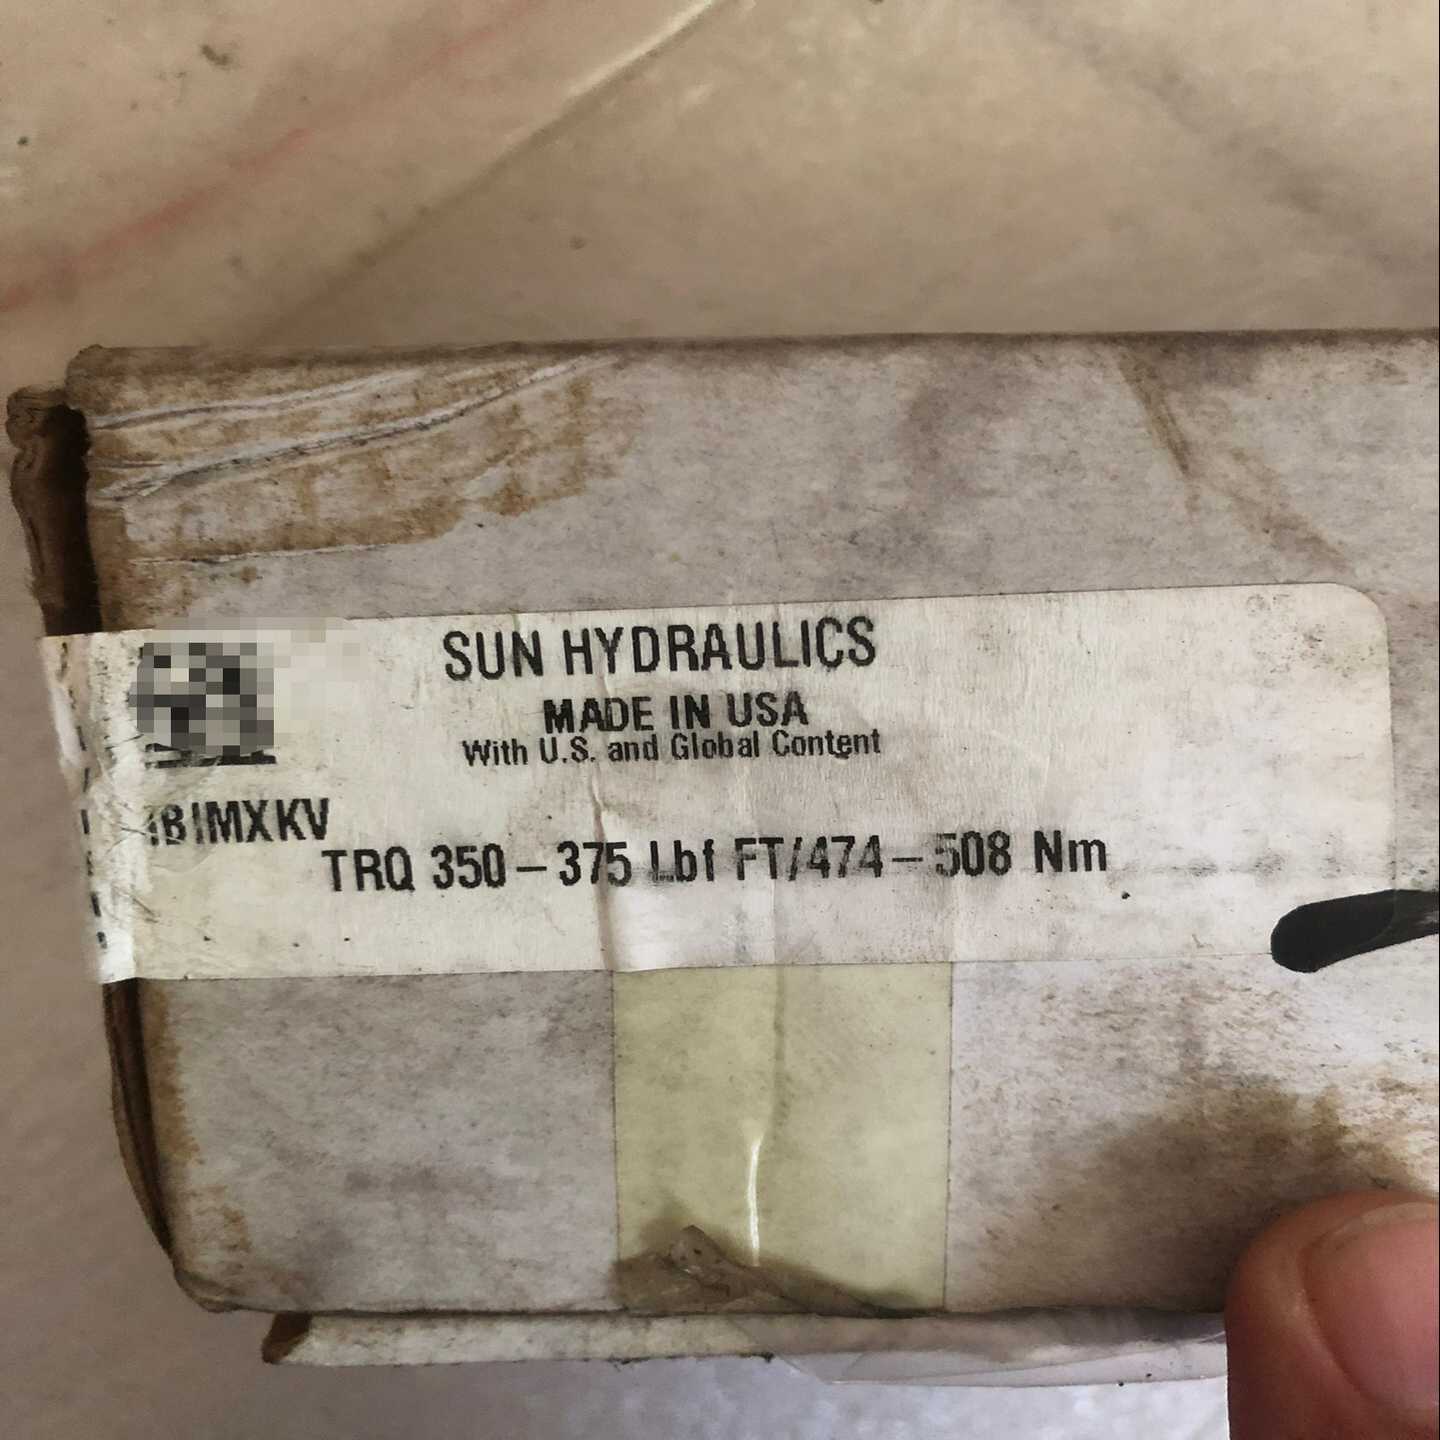 SUN HYDRAULICS
MADE IN USA
With U.S. and Global Content
TRQ 350-375 Lbf FT/474-508 Nm